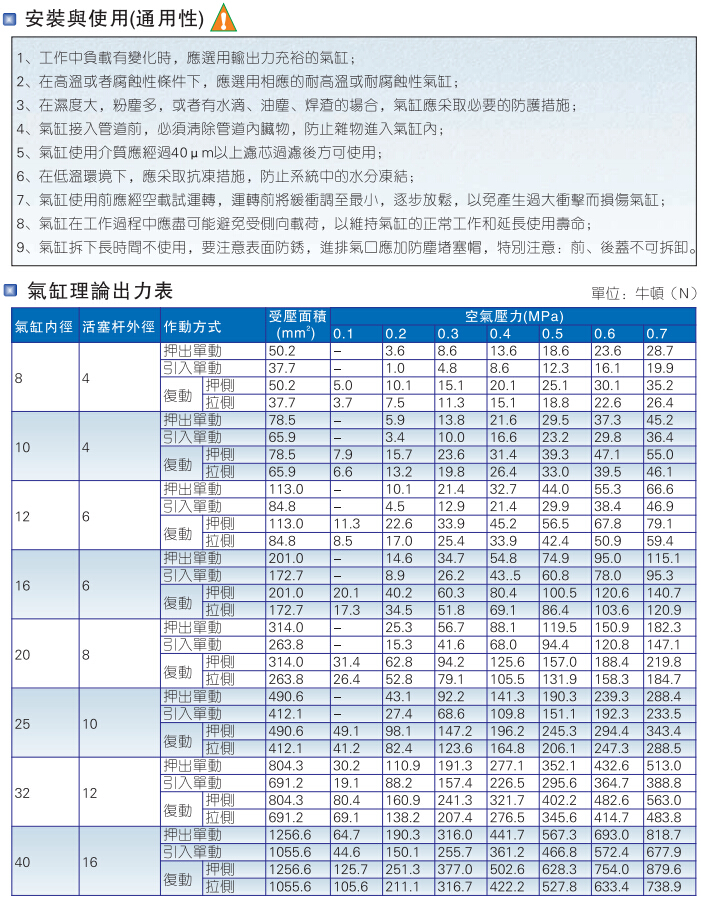 安裝與使用(通用性)
1、工作中負載有變化時，應選用輸出力充裕的氣缸；
2、在高溫或者腐蝕性條件下，應選用相應的耐高溫或耐腐蝕性氣缸；
3、在濕度大，粉塵多，或者有水滴、油塵、焊渣的場合，氣缸應采取必要的防護措施；
4、氣缸接入管道前，必須清除管道內臟物，防止雜物進入氣缸內；
5、氣缸使用介質應經過40μm以上濾芯過濾後方可使用；
6、在低溫環境下，應采取抗凍措施，防止系統中的水分凍結；
7、氣缸使用前應經空載試運轉，運轉前將緩衝調至最小，逐步放鬆，以免產生過大衝擊而損傷氣缸；
8、氣缸在工作過程中應盡可能避免受側向載荷，以維持氣缸的正常工作和延長使用壽命；
9、氣缸拆下長時間不使用，要注意表面防銹，進排氣口應加防塵堵塞帽，特別注意：前、後蓋不可拆卸。
氣缸理論出力表
單位：牛頓（N）
氣缸内徑 活塞杆外徑 作動方式 受壓面積(mm²) 空氣壓力(MPa)
0.1 0.2 0.3 0.4 0.5 0.6 0.7
8 4 押出單動 50.2 – 3.6 8.6 13.6 18.6 23.6 28.7
引入單動 37.7 – 1.0 4.8 8.6 12.3 16.1 19.9
復動 押側 50.2 5.0 10.1 15.1 20.1 25.1 30.1 35.2
拉側 37.7 3.7 7.5 11.3 15.1 18.8 22.6 26.4
10 4 押出單動 78.5 – 5.9 13.8 21.6 29.5 37.3 45.2
引入單動 65.9 – 3.4 10.0 16.6 23.2 29.8 36.4
復動 押側 78.5 7.9 15.7 23.6 31.4 39.3 47.1 55.0
拉側 65.9 6.6 13.2 19.8 26.4 33.0 39.5 46.1
12 6 押出單動 113.0 – 10.1 21.4 32.7 44.0 55.3 66.6
引入單動 84.8 – 4.5 12.9 21.4 29.9 38.4 46.9
復動 押側 113.0 11.3 22.6 33.9 45.2 56.5 67.8 79.1
拉側 84.8 8.5 17.0 25.4 33.9 42.4 50.9 59.4
16 6 押出單動 201.0 – 14.6 34.7 54.8 74.9 95.0 115.1
引入單動 172.7 – 8.9 26.2 43..5 60.8 78.0 95.3
復動 押側 201.0 20.1 40.2 60.3 80.4 100.5 120.6 140.7
拉側 172.7 17.3 34.5 51.8 69.1 86.4 103.6 120.9
20 8 押出單動 314.0 – 25.3 56.7 88.1 119.5 150.9 182.3
引入單動 263.8 – 15.3 41.6 68.0 94.4 120.8 147.1
復動 押側 314.0 31.4 62.8 94.2 125.6 157.0 188.4 219.8
拉側 263.8 26.4 52.8 79.1 105.5 131.9 158.3 184.7
25 10 押出單動 490.6 – 43.1 92.2 141.3 190.3 239.3 288.4
引入單動 412.1 – 27.4 68.6 109.8 151.1 192.3 233.5
復動 押側 490.6 49.1 98.1 147.2 196.2 245.3 294.4 343.4
拉側 412.1 41.2 82.4 123.6 164.8 206.1 247.3 288.5
32 12 押出單動 804.3 30.2 110.9 191.3 277.1 352.1 432.6 513.0
引入單動 691.2 19.1 88.2 157.4 226.5 295.6 364.7 388.8
復動 押側 804.3 80.4 160.9 241.3 321.7 402.2 482.6 563.0
拉側 691.2 69.1 138.2 207.4 276.5 345.6 414.7 483.8
40 16 押出單動 1256.6 64.7 190.3 316.0 441.7 567.3 693.0 818.7
引入單動 1055.6 44.6 150.1 255.7 361.2 466.8 572.4 677.9
復動 押側 1256.6 125.7 251.3 377.0 502.6 628.3 754.0 879.6
拉側 1055.6 105.6 211.1 316.7 422.2 527.8 633.4 738.9